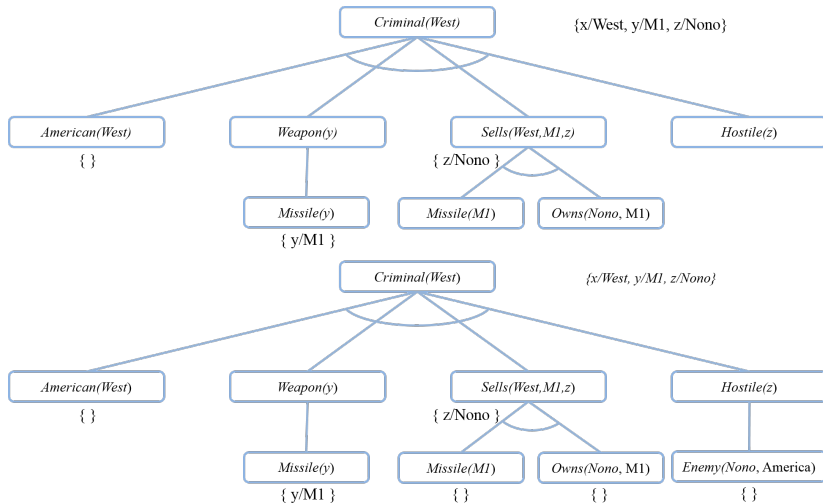 Criminal(West)
{x/West, y/M1, z/Nono}
American(West)
Weapon(y)
Sells(West,M1,z)
Hostile(z)
{ }
{ z/Nono }
Missile(y)
Missile(M1)
Owns(Nono, M1)
{ y/M1 }
Criminal(West)
{x/West, y/M1, z/Nono}
American(West)
Weapon(y)
Sells(West,M1,z)
Hostile(z)
{ }
{ z/Nono }
Missile(y)
Missile(M1)
Owns(Nono, M1)
Enemy(Nono, America)
{ y/M1 }
{ }
{ }
{ }